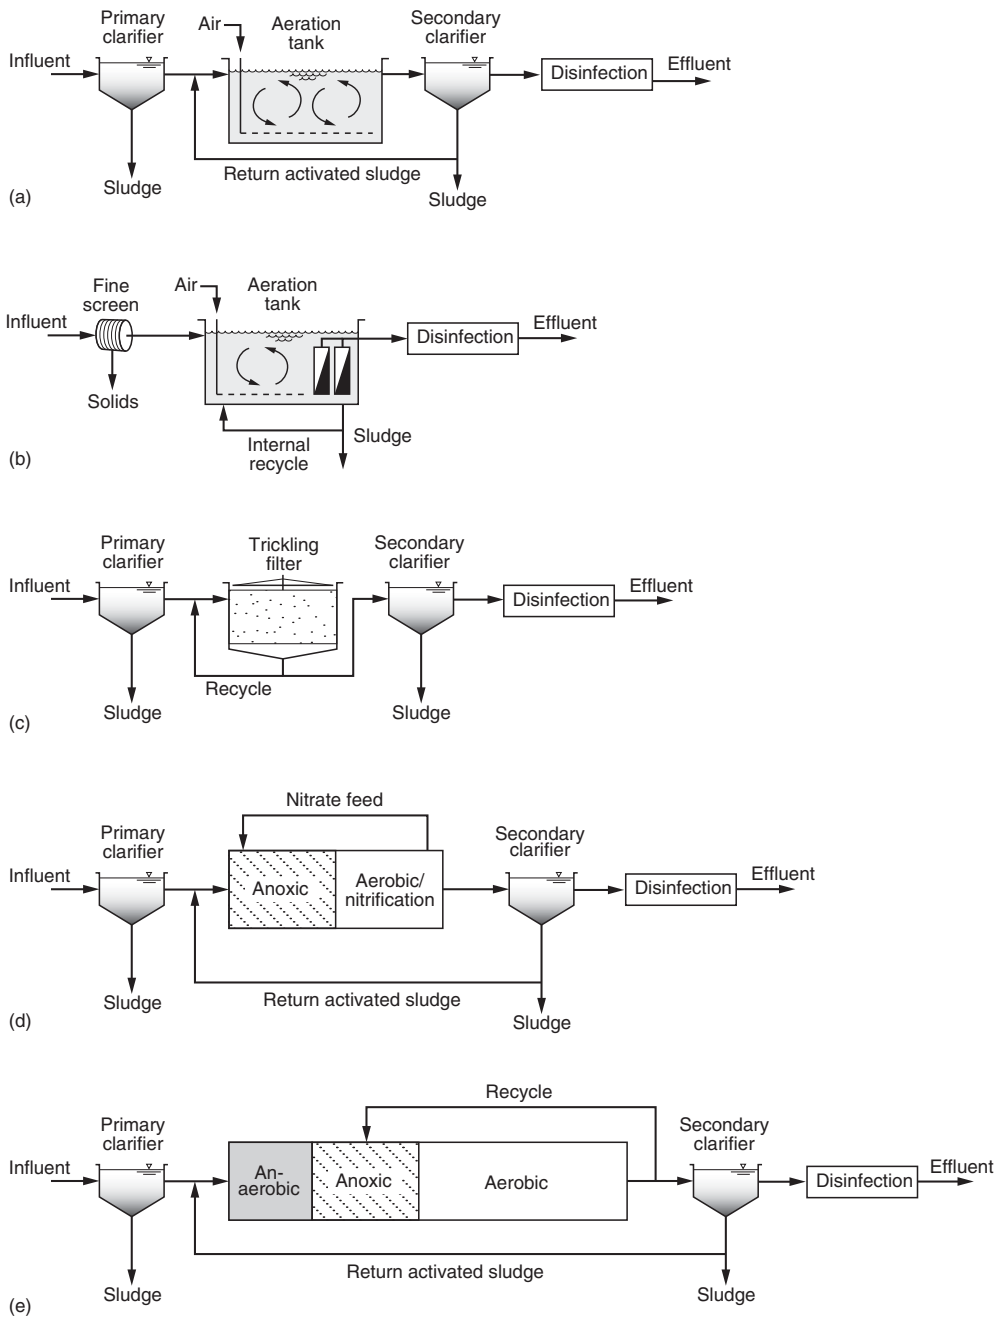 Primary
clarifier
Air
Aeration
tank
Secondary
clarifier
Influent
Disinfection
Effluent
Return activated sludge
Sludge
Sludge
(a)
Fine
screen
Air
Aeration
tank
Influent
Disinfection
Effluent
Solids
Internal
recycle
Sludge
(b)
Primary
clarifier
Trickling
filter
Secondary
clarifier
Influent
Disinfection
Effluent
Recycle
Sludge
Sludge
(c)
Nitrate feed
Primary
clarifier
Secondary
clarifier
Influent
Anoxic
Aerobic/
nitrification
Disinfection
Effluent
Return activated sludge
Sludge
Sludge
(d)
Recycle
Primary
clarifier
Secondary
clarifier
Influent
An-
aerobic
Anoxic
Aerobic
Disinfection
Effluent
Return activated sludge
Sludge
Sludge
(e)